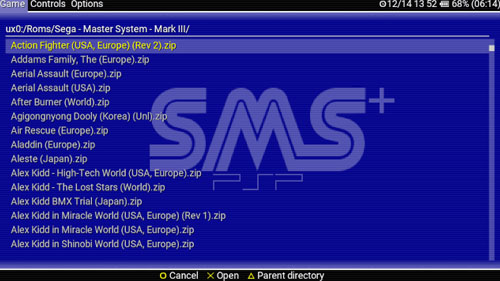 Game Controls Options 12/14 13 52 68% (06:14)
ux0:/Roms/Sega - Master System - Mark III/
Action Fighter (USA, Europe) (Rev 2).zip
Addams Family, The (Europe).zip
Aerial Assault (Europe).zip
Aerial Assault (USA).zip
After Burner (World).zip
Agigongnyong Dooly (Korea) (Unl).zip
Air Rescue (Europe).zip
Aladdin (Europe).zip
Aleste (Japan).zip
Alex Kidd - High-Tech World (USA, Europe).zip
Alex Kidd - The Lost Stars (World).zip
Alex Kidd BMX Trial (Japan).zip
Alex Kidd in Miracle World (USA, Europe) (Rev 1).zip
Alex Kidd in Miracle World (USA, Europe).zip
Alex Kidd in Shinobi World (USA, Europe).zip
SMS+
PSP
Cancel Open Parent directory